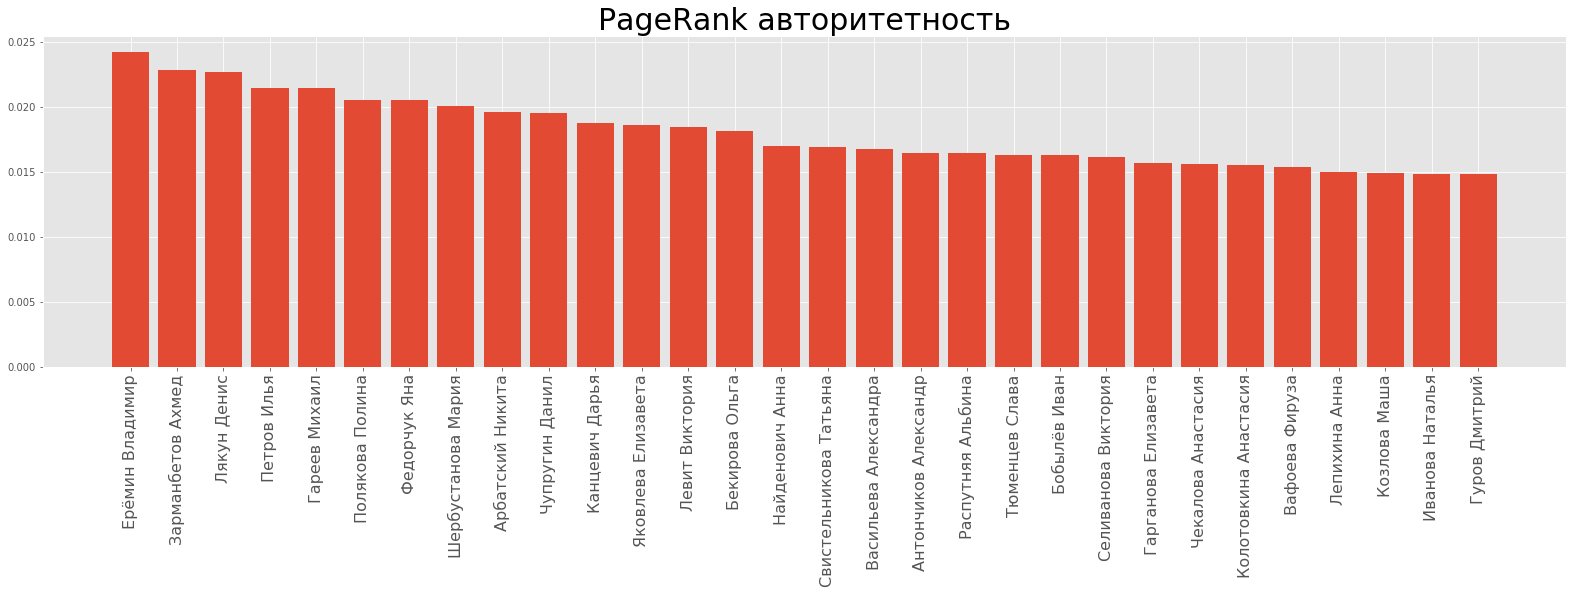 PageRank авторитетность
0.025
0.020
0.015
0.010
0.005
0.000
Ерёмин Владимир
Зарманбетов Ахмед
Лякун Денис
Петров Илья
Гареев Михаил
Полякова Полина
Федорчук Яна
Шербустанова Мария
Арбатский Никита
Чупругин Данил
Канцевич Дарья
Яковлева Елизавета
Левит Виктория
Бекирова Ольга
Найденович Анна
Свистельникова Татьяна
Васильева Александра
Антончиков Александр
Распутняя Альбина
Тюменцев Слава
Бобылёв Иван
Селиванова Виктория
Гарганова Елизавета
Чекалова Анастасия
Колотовкина Анастасия
Вафоева Фируза
Лепихина Анна
Козлова Маша
Иванова Наталья
Гуров Дмитрий